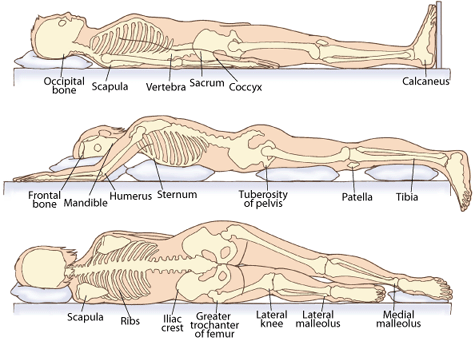 Occipital
bone
Scapula
Vertebra
Sacrum
Coccyx
Calcaneus
Frontal
bone
Mandible
Humerus
Sternum
Tuberosity
of pelvis
Patella
Tibia
Scapula
Ribs
Iliac
crest
Greater
trochanter
of femur
Lateral
knee
Lateral
malleolus
Medial
malleolus